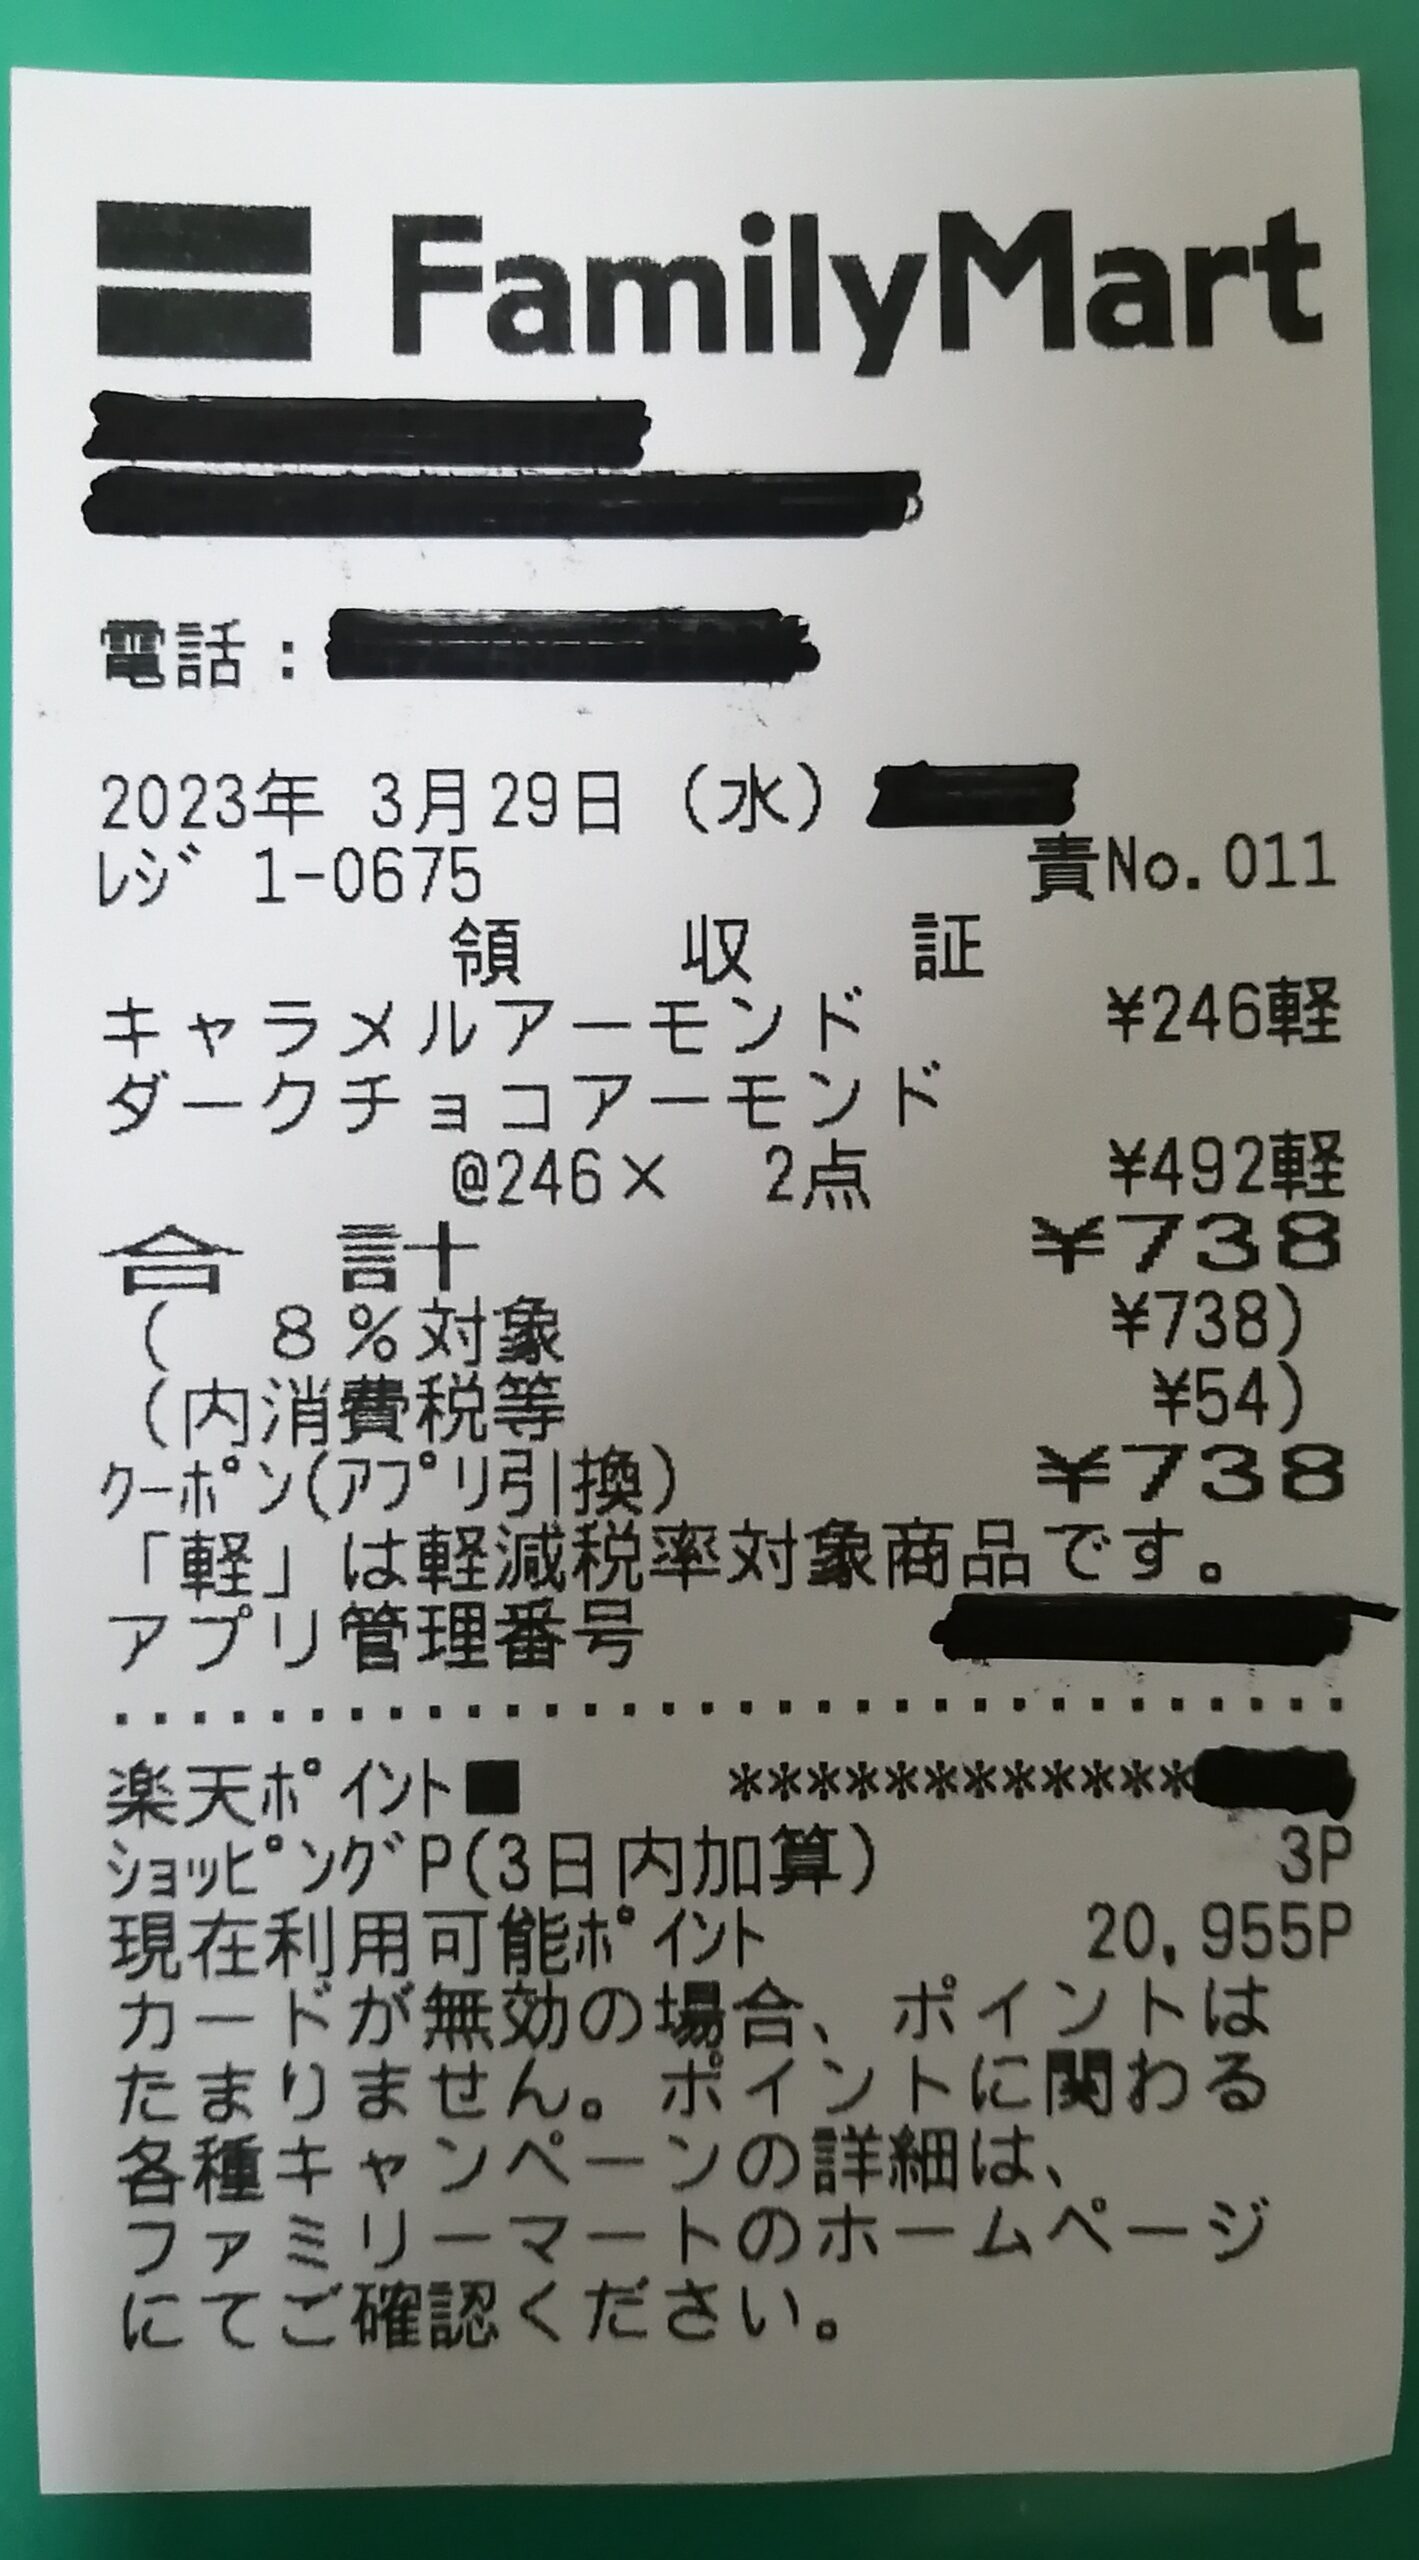 FamilyMart
電話:
2023年 3月29日(水)
ﾚｼﾞ 1-0675 責No.011
領 収 証
キャラメルアーモンド ¥246軽
ダークチョコアーモンド
@246× 2点 ¥492軽
合 計 ¥738
( 8%対象 ¥738)
(内消費税等 ¥54)
ｸｰﾎﾟﾝ(ｱﾌﾟﾘ引換) ¥738
「軽」は軽減税率対象商品です。
アプリ管理番号
楽天ﾎﾟｲﾝﾄ■ ************
ｼｮｯﾋﾟﾝｸﾞP(3日内加算) 3P
現在利用可能ﾎﾟｲﾝﾄ 20,955P
カードが無効の場合、ポイントは
たまりません。ポイントに関わる
各種キャンペーンの詳細は、
ファミリーマートのホームページ
にてご確認ください。